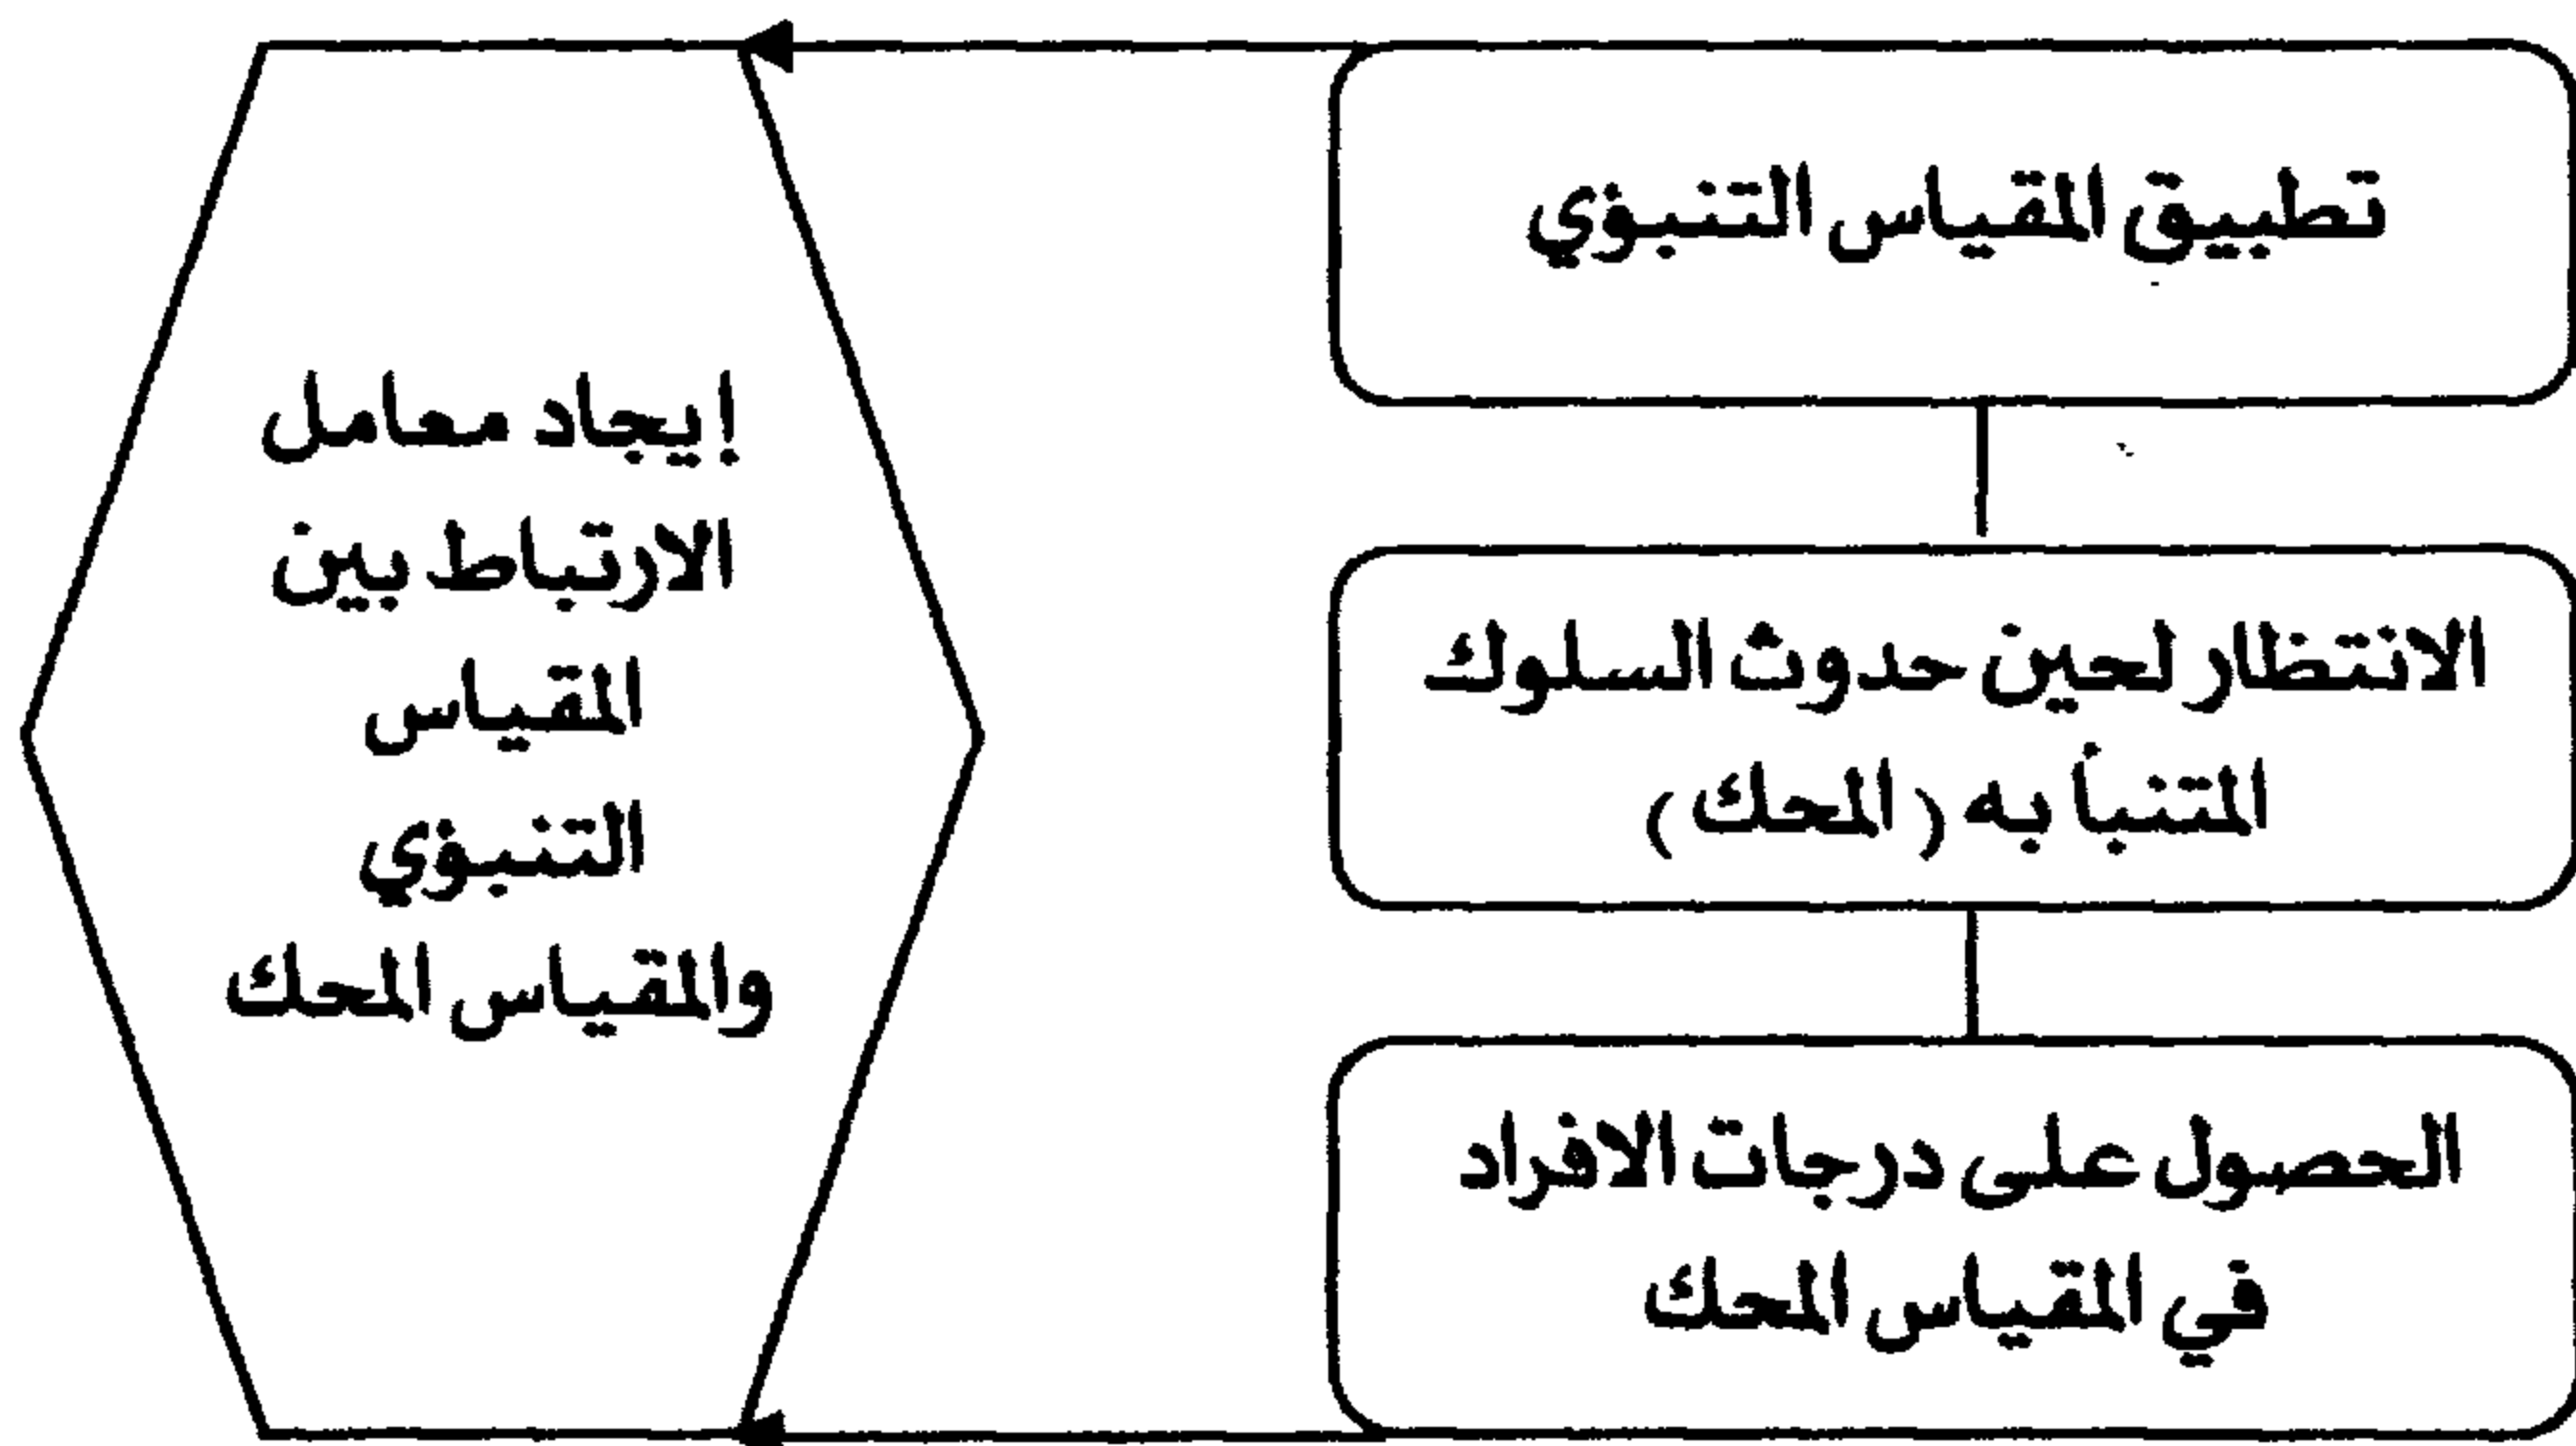 تطبيق المقياس التنبؤي
الانتظار لحين حدوث السلوك
المتنبأ به (المحك)
الحصول على درجات الافراد
في المقياس المحك
إيجاد معامل
الارتباط بين
المقياس
التنبؤي
والمقياس المحك